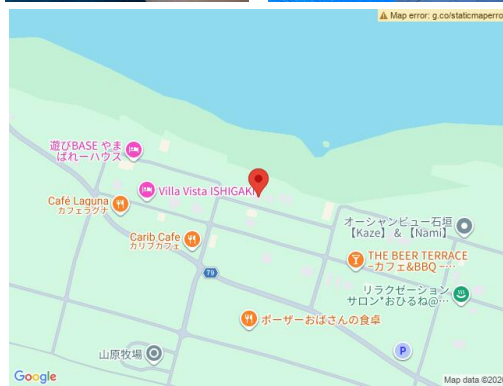 Map error: g.co/staticmaperro
遊びBASE やま
ばれーハウス
Villa Vista ISHIGAKI
Café Laguna
カフェラグナ
Carib Cafe
カリブカフェ
オーシャンビュー石垣
【Kaze】 & 【Nami】
THE BEER TERRACE
−カフェ&BBQ −…
79
リラクゼーション
サロン*おひるね@…
ポーザーおばさんの食卓
山原牧場
P
Google
Map data ©202